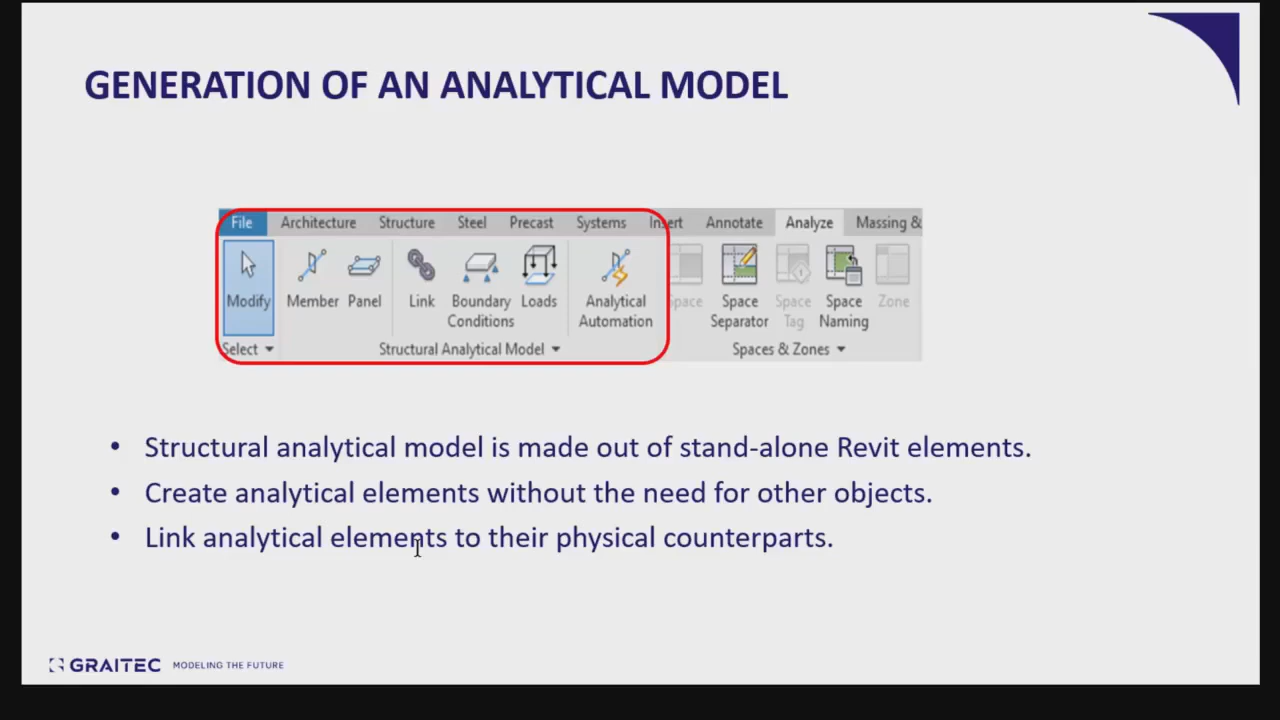 GENERATION OF AN ANALYTICAL MODEL
File Architecture Structure Steel Precast Systems Insert Annotate Analyze Massing &
Modify Member Panel Link Boundary Conditions Loads Analytical Automation Space Space Separator Space Tag Space Naming Zone
Select Structural Analytical Model Spaces & Zones
• Structural analytical model is made out of stand-alone Revit elements.
• Create analytical elements without the need for other objects.
• Link analytical elements to their physical counterparts.
GRAITEC MODELING THE FUTURE